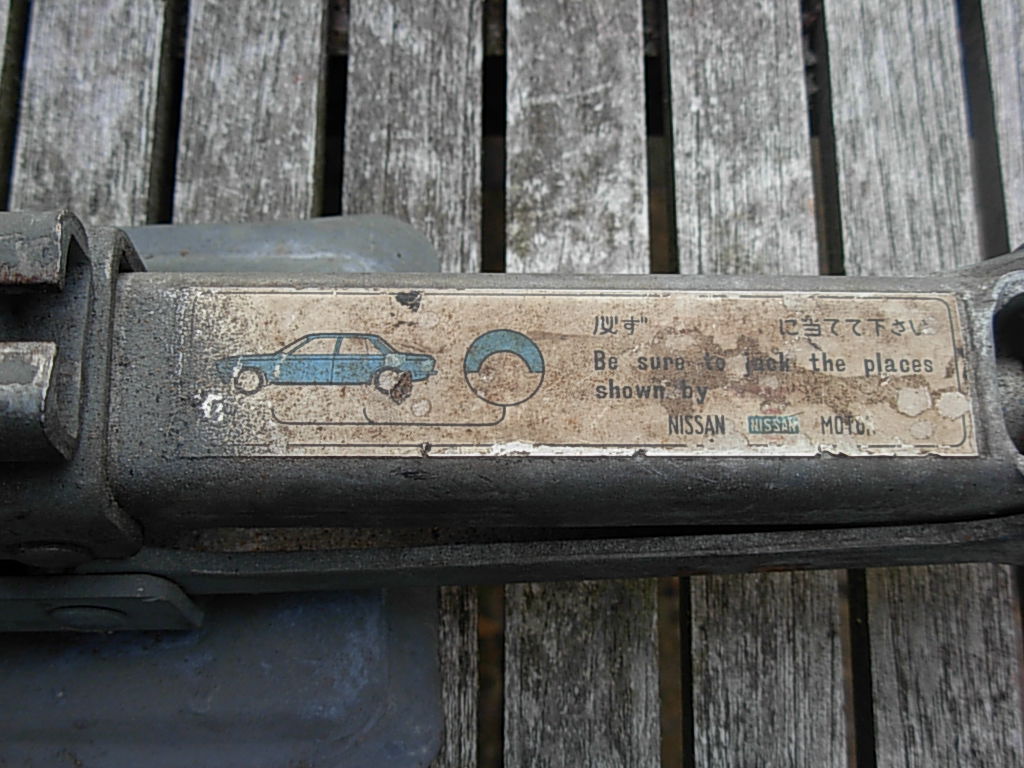 必ず に当てて下さい
Be sure to jack the places
shown by
NISSAN NISSAN MOTOR